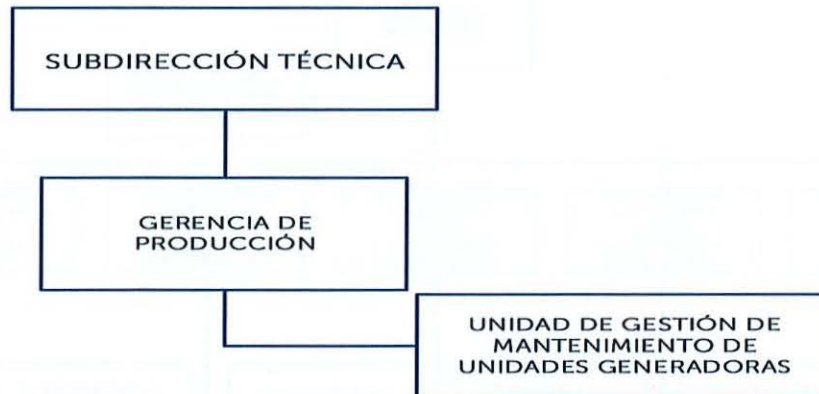 SUBDIRECCIÓN TÉCNICA
GERENCIA DE
PRODUCCIÓN
UNIDAD DE GESTIÓN DE
MANTENIMIENTO DE
UNIDADES GENERADORAS